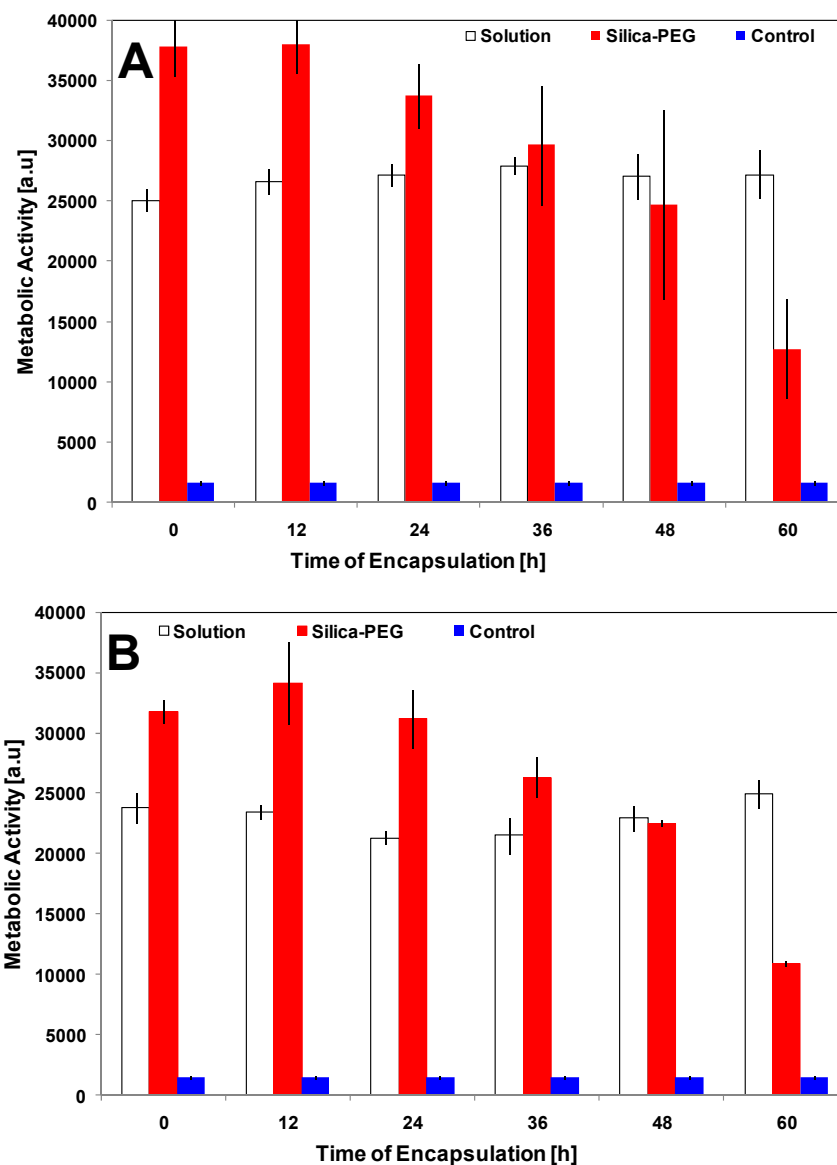 A
Solution Silica-PEG Control
40000
35000
30000
25000
20000
15000
10000
5000
0
Metabolic Activity [a.u]
0 12 24 36 48 60
Time of Encapsulation [h]
B
Solution Silica-PEG Control
40000
35000
30000
25000
20000
15000
10000
5000
0
Metabolic Activity [a.u]
0 12 24 36 48 60
Time of Encapsulation [h]